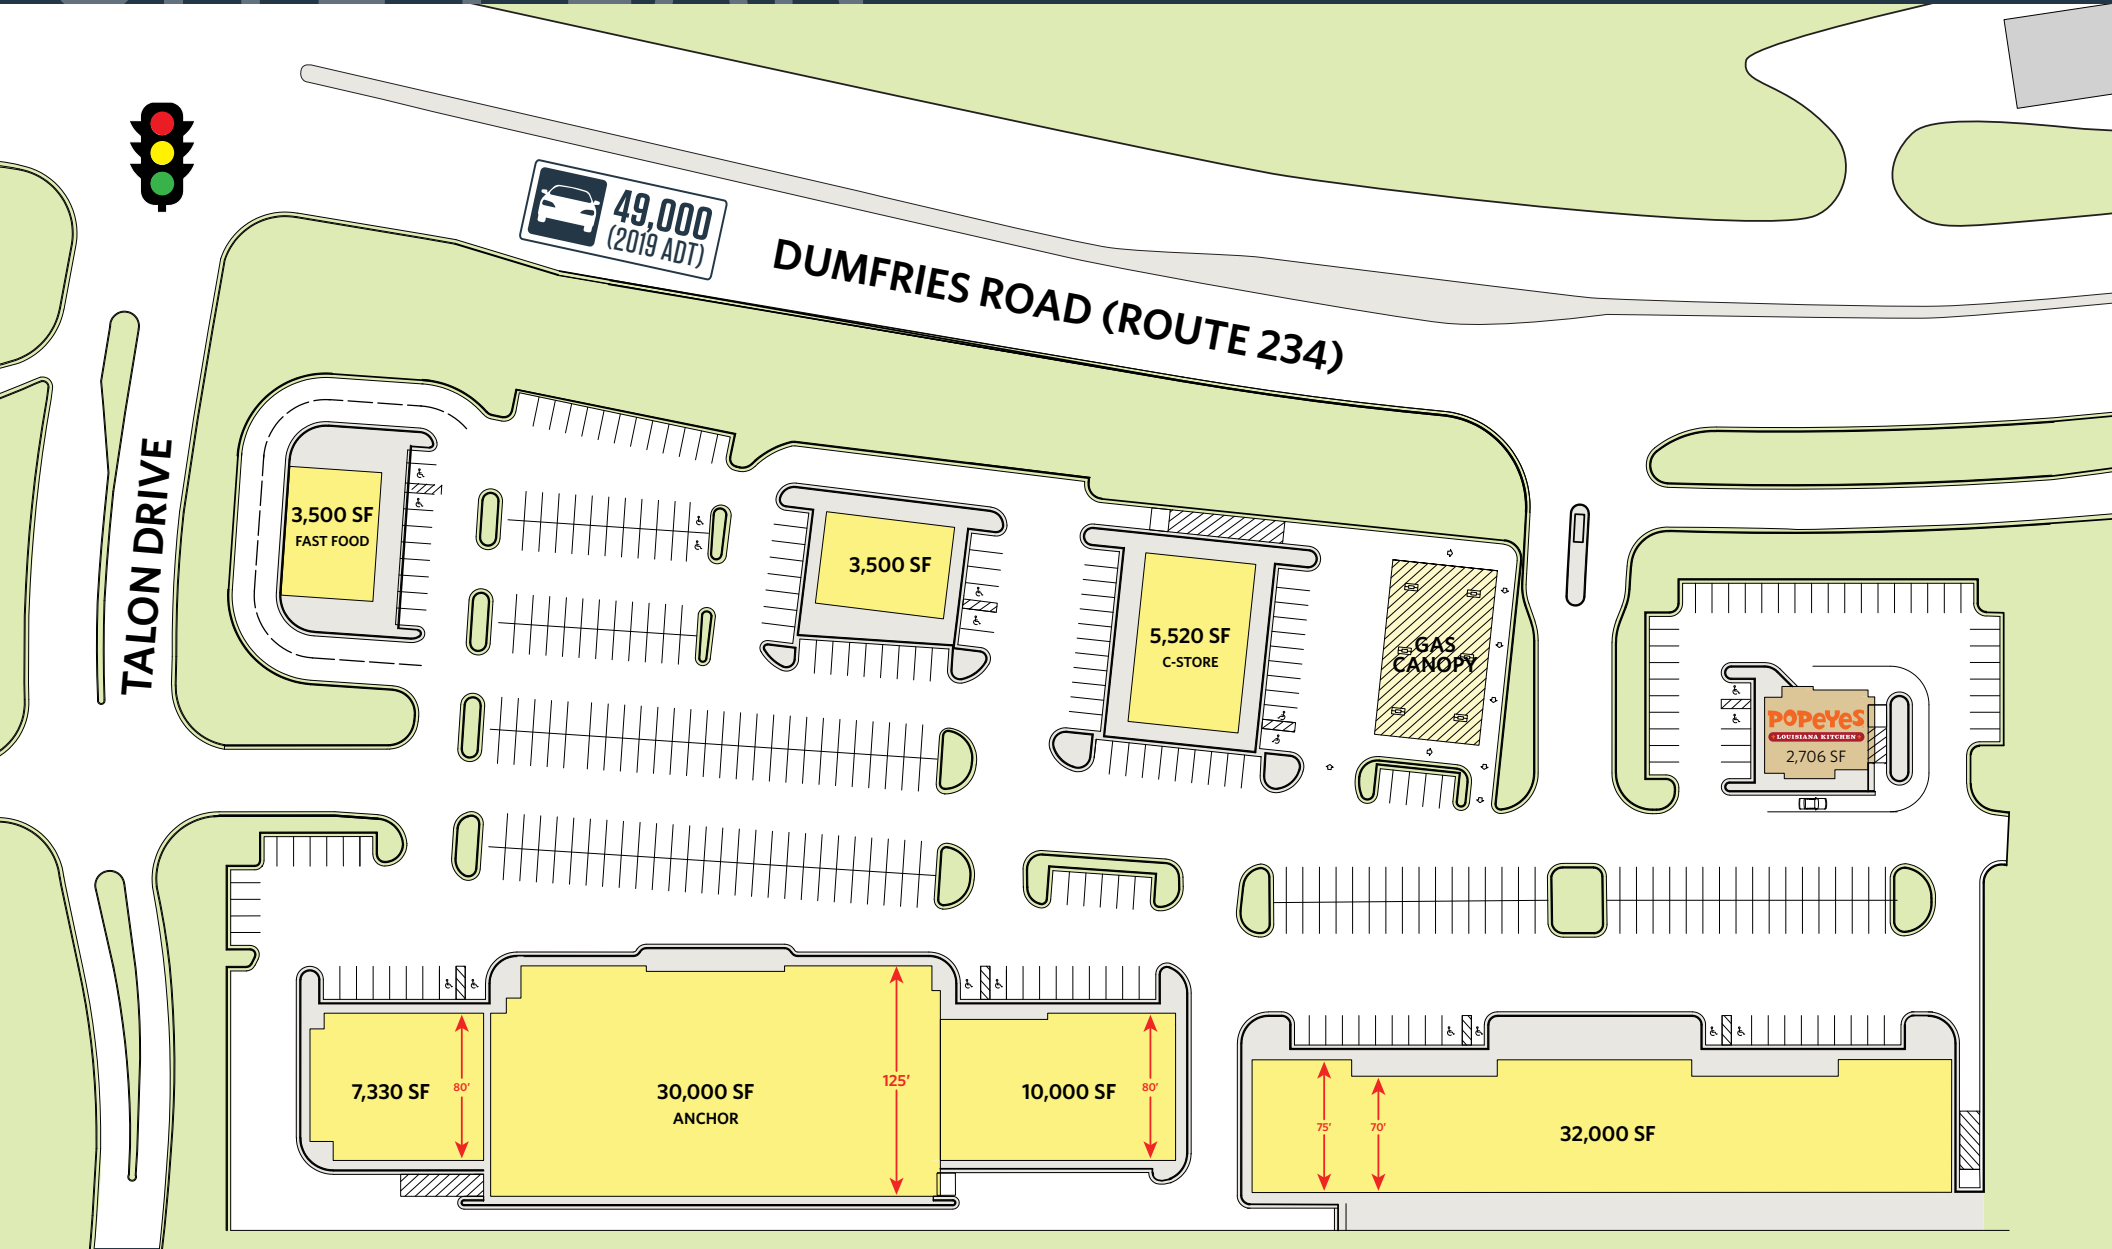 49,000
(2019 ADT)
DUMFRIES ROAD (ROUTE 234)
TALON DRIVE
3,500 SF
FAST FOOD
3,500 SF
5,520 SF
C-STORE
GAS
CANOPY
POPEYES
LOUISIANA KITCHEN
2,706 SF
7,330 SF
80'
30,000 SF
ANCHOR
125'
10,000 SF
80'
75'
70'
32,000 SF